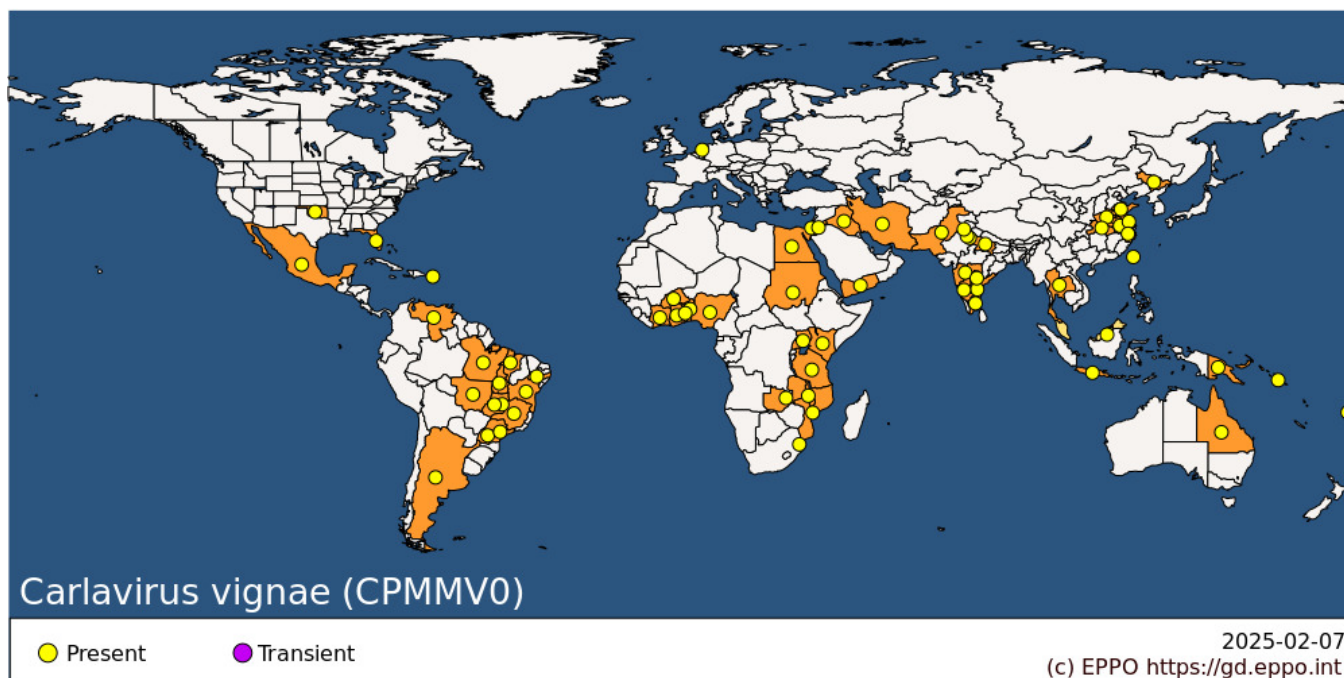 Carlavirus vignae (CPMMV0)
Present
Transient
2025-02-07
(c) EPPO https://gd.eppo.int